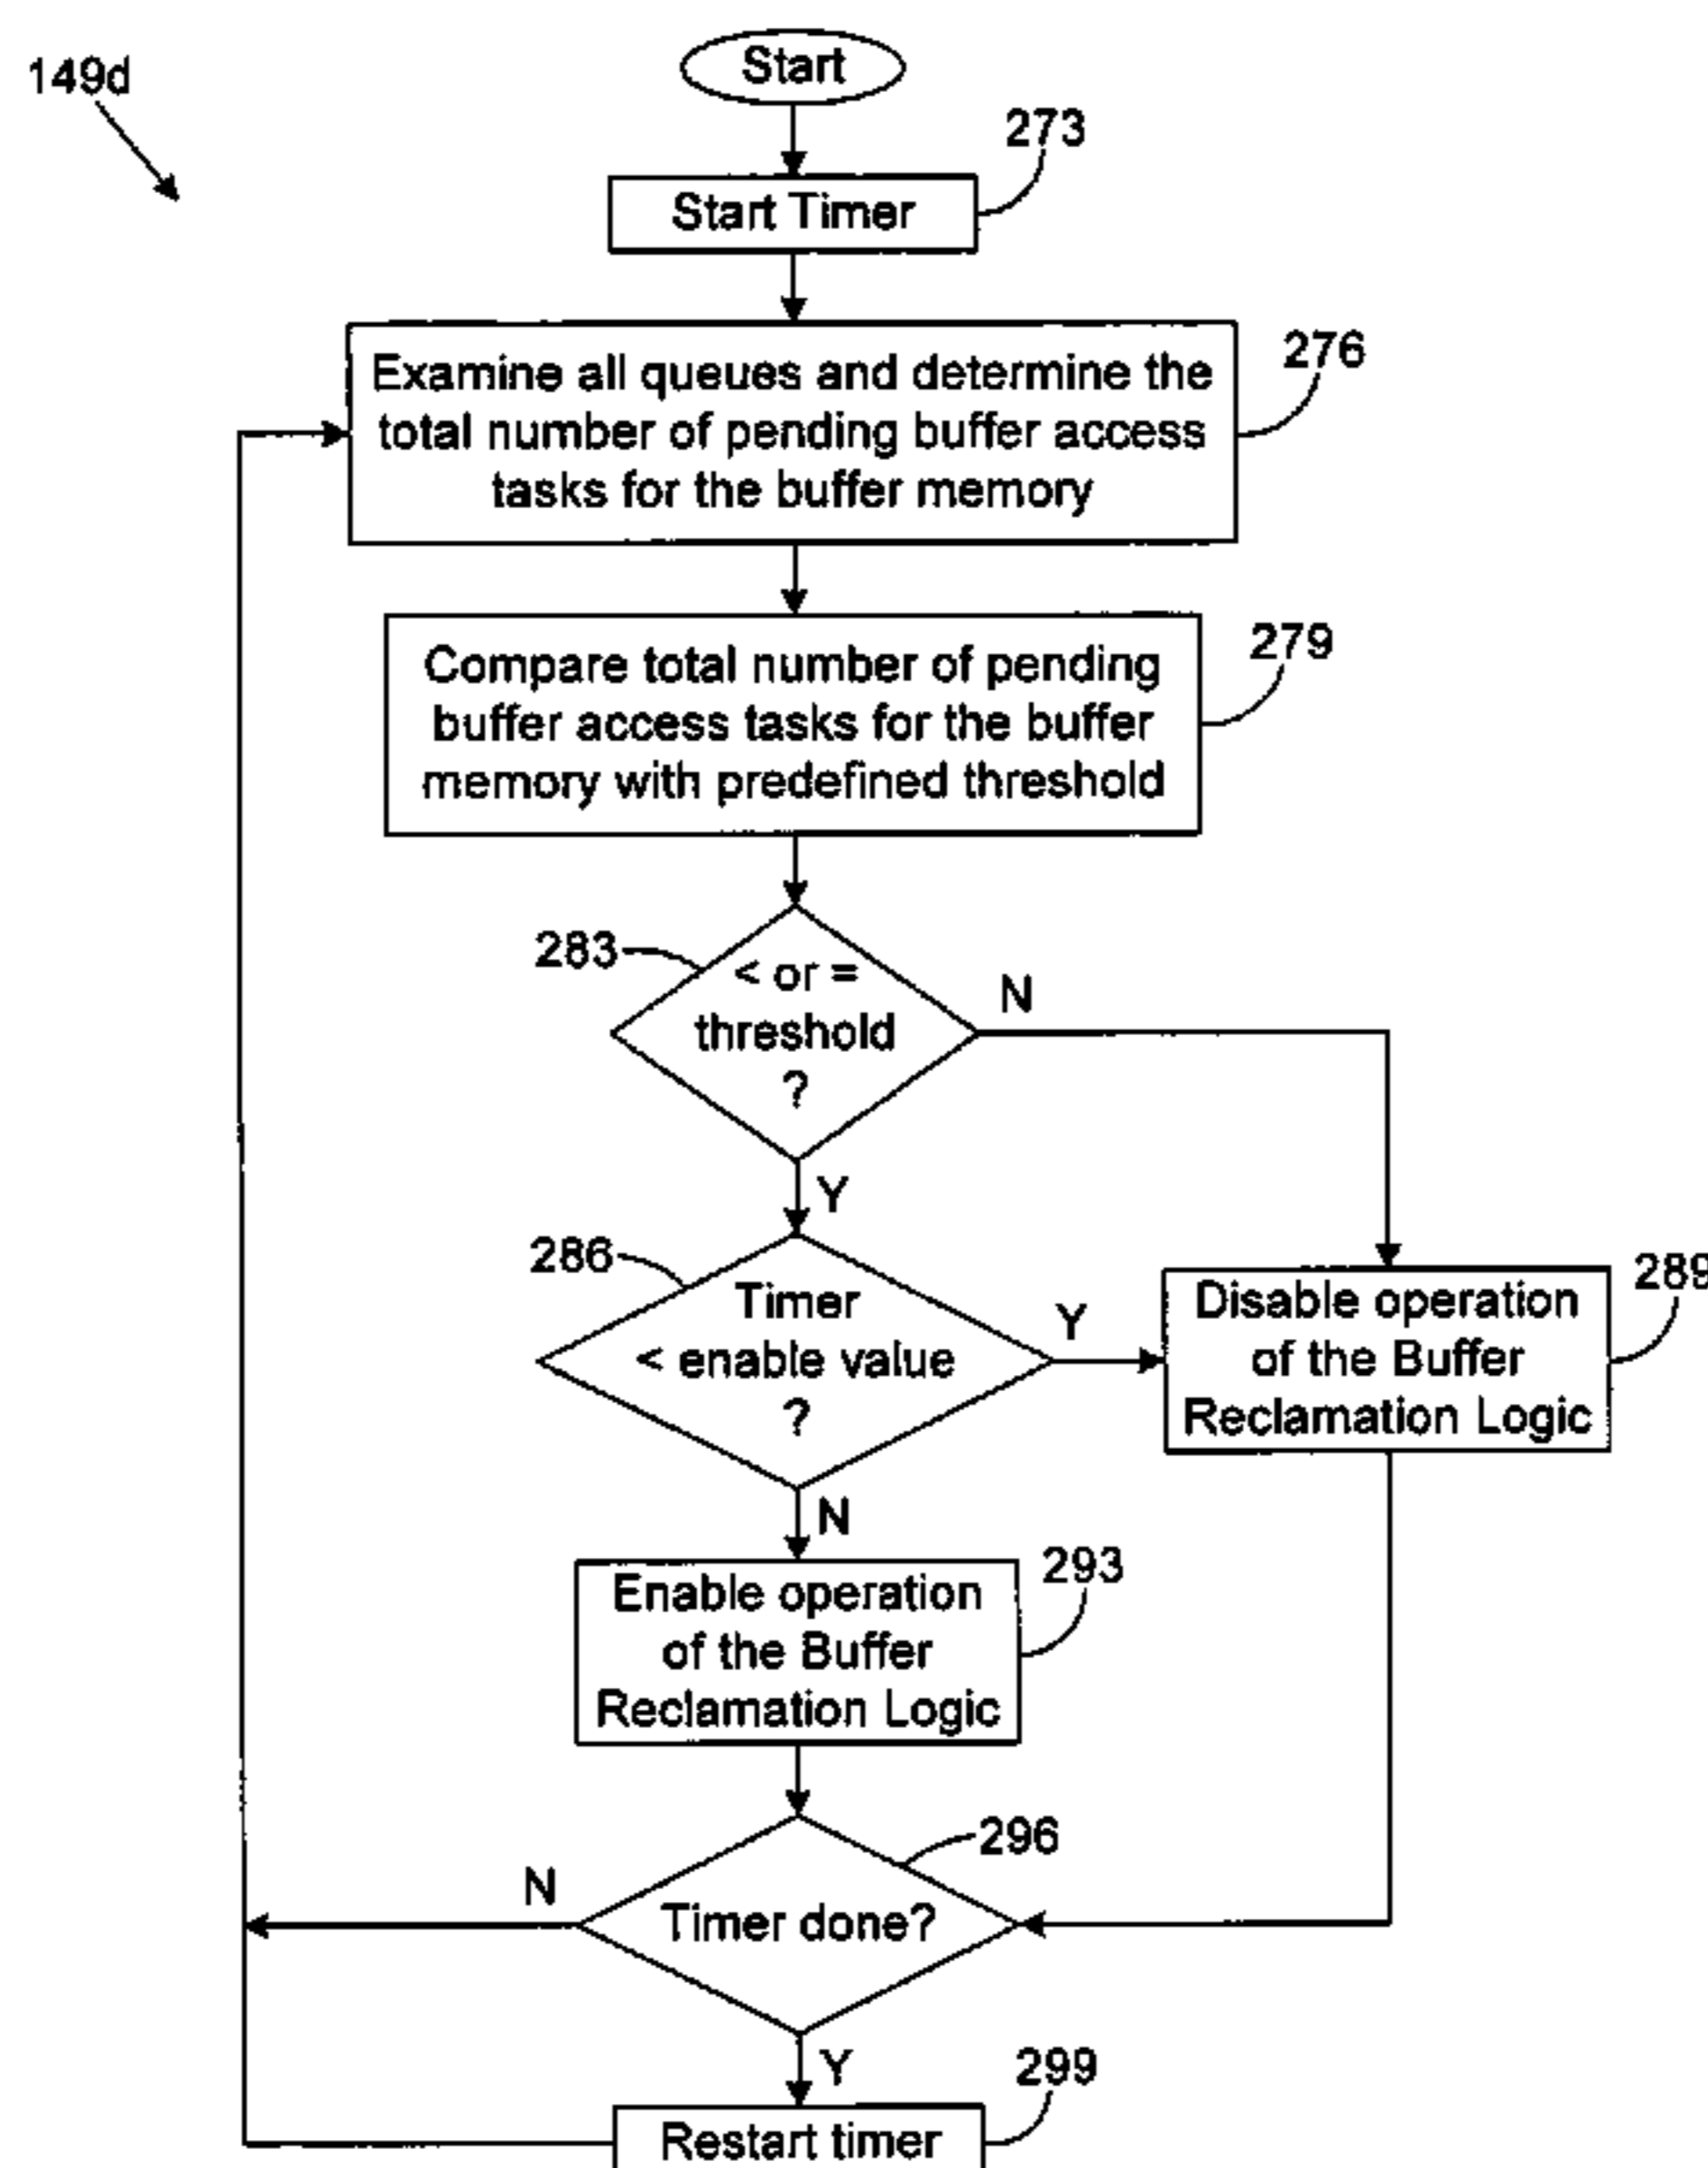 149d
Start
273
Start Timer
276
Examine all queues and determine the
total number of pending buffer access
tasks for the buffer memory
279
Compare total number of pending
buffer access tasks for the buffer
memory with predefined threshold
283
< or =
threshold
?
N
Y
286
Timer
< enable value
?
Y
289
Disable operation
of the Buffer
Reclamation Logic
N
293
Enable operation
of the Buffer
Reclamation Logic
296
Timer done?
N
Y
299
Restart timer